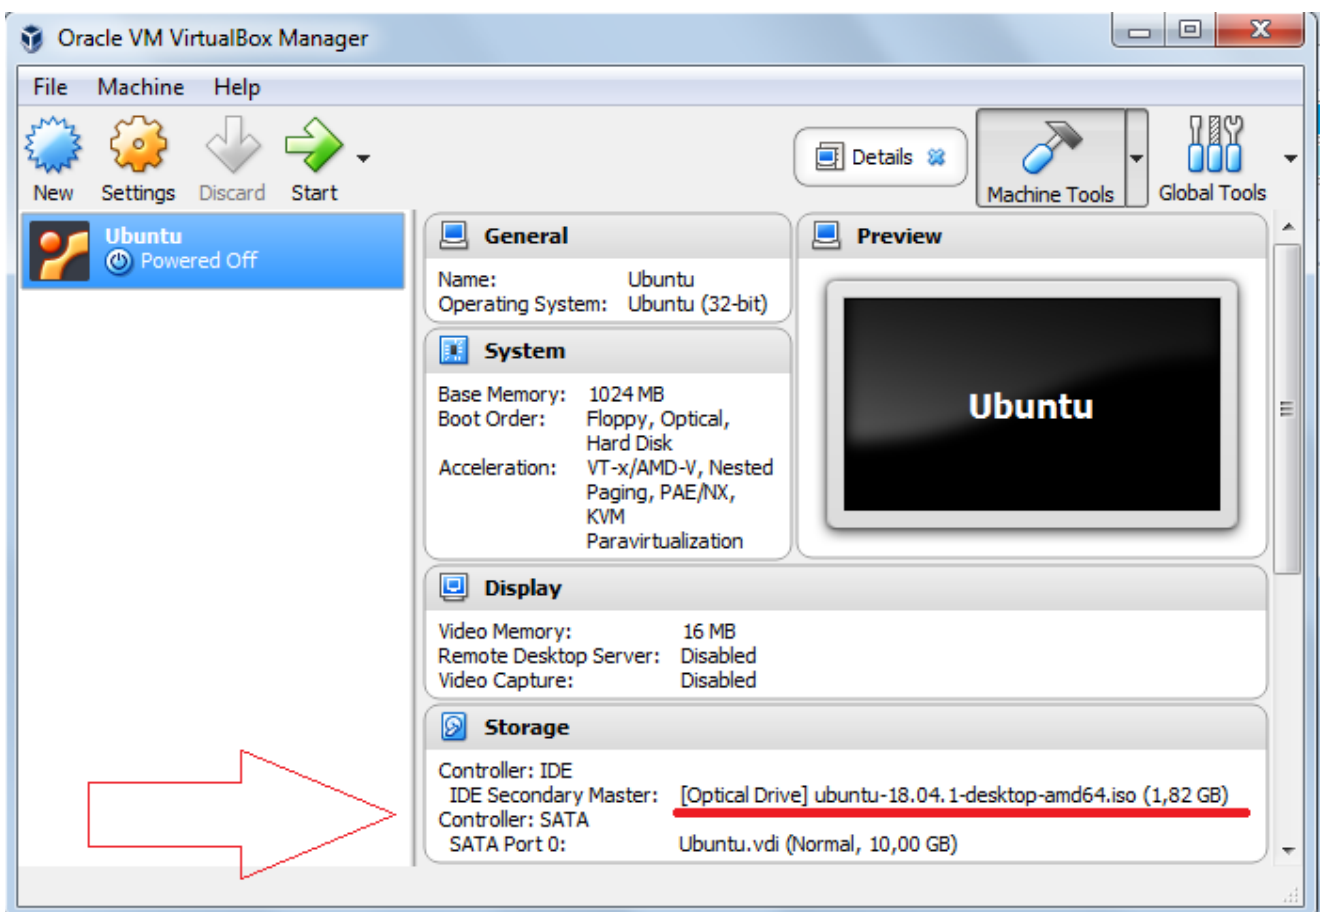 Oracle VM VirtualBox Manager
File Machine Help
New Settings Discard Start
Details
Machine Tools
Global Tools
Ubuntu
Powered Off
General
Name: Ubuntu
Operating System: Ubuntu (32-bit)
System
Base Memory: 1024 MB
Boot Order: Floppy, Optical,
Hard Disk
Acceleration: VT-x/AMD-V, Nested
Paging, PAE/NX,
KVM
Paravirtualization
Preview
Ubuntu
Display
Video Memory: 16 MB
Remote Desktop Server: Disabled
Video Capture: Disabled
Storage
Controller: IDE
IDE Secondary Master: [Optical Drive] ubuntu-18.04.1-desktop-amd64.iso (1,82 GB)
Controller: SATA
SATA Port 0: Ubuntu.vdi (Normal, 10,00 GB)